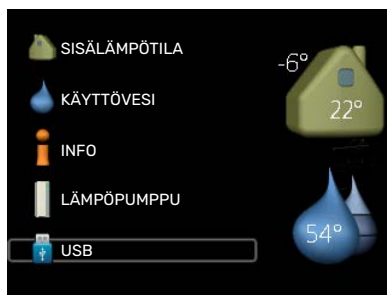 SISÄLÄMPÖTILA
-6°
22°
KÄYTTÖVESI
INFO
LÄMPÖPUMPPU
54°
USB